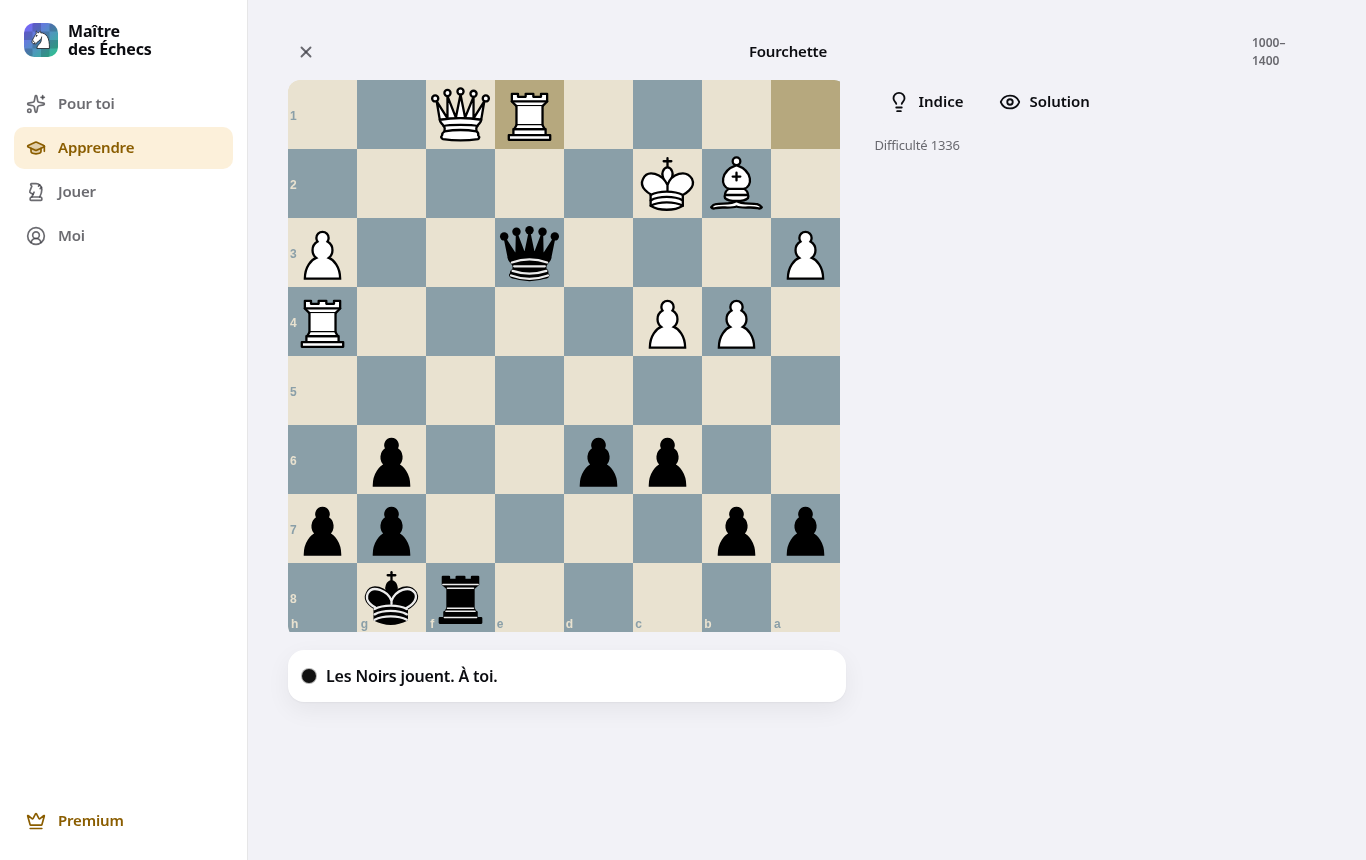 Maître
des Échecs
Pour toi
Apprendre
Jouer
Moi
Premium
Fourchette
1000–
1400
Indice
Solution
Difficulté 1336
1
2
3
4
5
6
7
8
h
g
f
e
d
c
b
a
Les Noirs jouent. À toi.